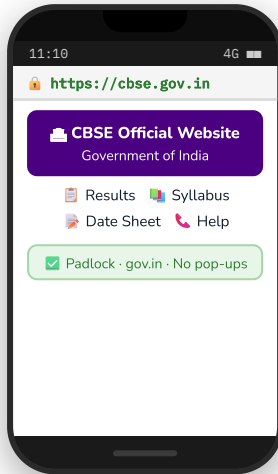 11:10 4G
https://cbse.gov.in
CBSE Official Website
Government of India
Results Syllabus
Date Sheet Help
Padlock · gov.in · No pop-ups